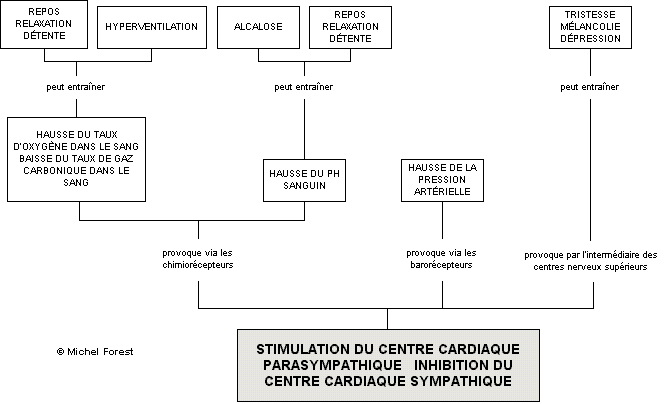 REPOS
RELAXATION
DÉTENTE
HYPERVENTILATION
ALCALOSE
REPOS
RELAXATION
DÉTENTE
TRISTESSE
MÉLANCOLIE
DÉPRESSION
peut entraîner
peut entraîner
peut entraîner
HAUSSE DU TAUX
D'OXYGÈNE DANS LE SANG
BAISSE DU TAUX DE GAZ
CARBONIQUE DANS LE
SANG
HAUSSE DU PH
SANGUIN
HAUSSE DE LA
PRESSION
ARTÉRIELLE
provoque via les
chimiorécepteurs
provoque via les
barorécepteurs
provoque par l'intermédiaire des
centres nerveux supérieurs
© Michel Forest
STIMULATION DU CENTRE CARDIAQUE
PARASYMPATHIQUE INHIBITION DU
CENTRE CARDIAQUE SYMPATHIQUE